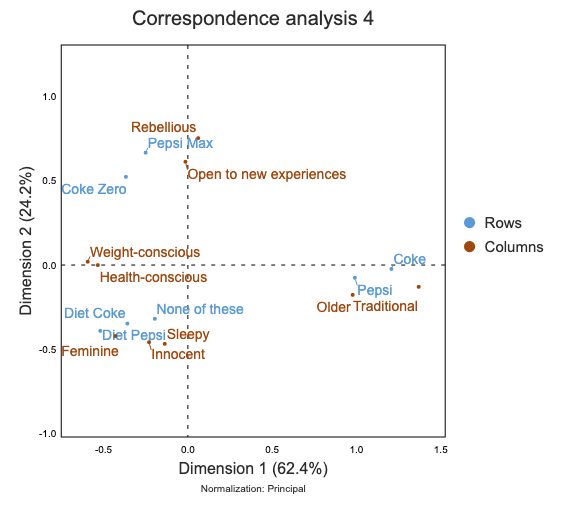 Correspondence analysis 4
Dimension 2 (24.2%)
1.0
0.5
0.0
-0.5
-1.0
Rebellious
Pepsi Max
Open to new experiences
Coke Zero
Weight-conscious
Health-conscious
Coke
Pepsi
Older
Traditional
Diet Coke
None of these
Diet Pepsi
Sleepy
Feminine
Innocent
Rows
Columns
-0.5
0.0
0.5
1.0
1.5
Dimension 1 (62.4%)
Normalization: Principal